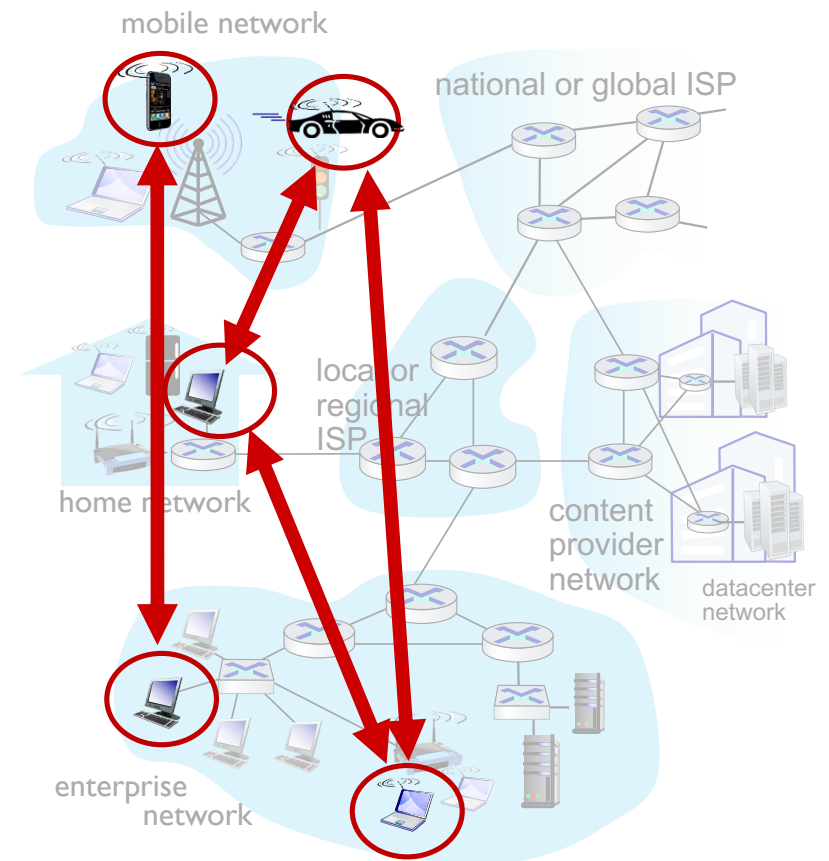 mobile network
national or global ISP
local or
regional
ISP
home network
content
provider
network
datacenter
network
enterprise
network